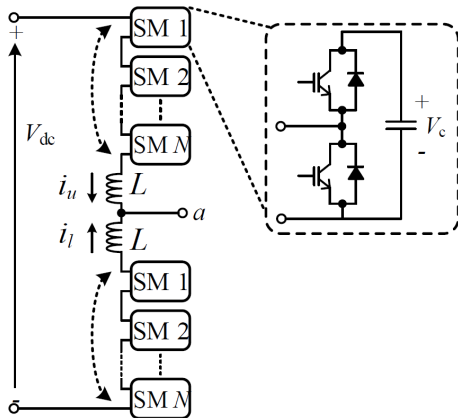 +
SM 1
SM 2
SM N
V_dc
i_u
L
a
i_l
L
SM 1
SM 2
SM N
-
+
V_c
-